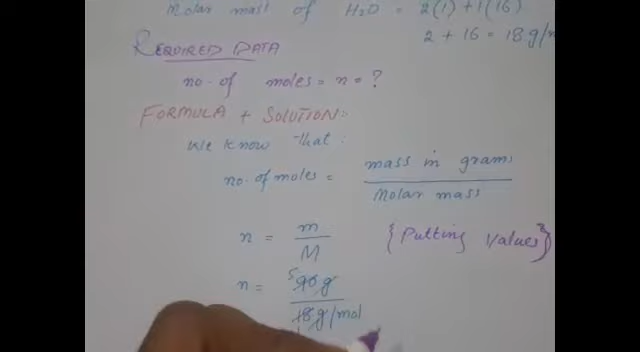 Molar mass of H2O = 2(1) + 1(16)
2 + 16 = 18 g/m
REQUIRED DATA
no. of moles = n = ?
FORMULA + SOLUTION:
We know that:
no. of moles = mass in grams / Molar mass
n = m / M {Putting Values}
n = 90 g / 18 g/mol